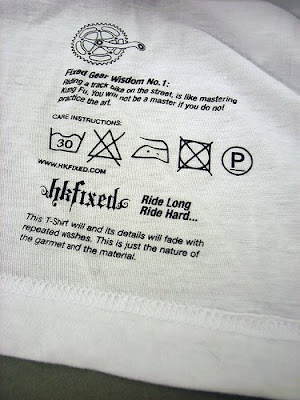 Fixed Gear Wisdom No.1:
Riding a track bike on the street, is like mastering
Kung Fu. You will not be a master if you do not
practice the art.
CARE INSTRUCTIONS:
30
P
WWW.HKFIXED.COM
hkfixed
Ride Long
Ride Hard...
This T-Shirt will and its details will fade with
repeated washes. This is just the nature of
the garmet and the material.